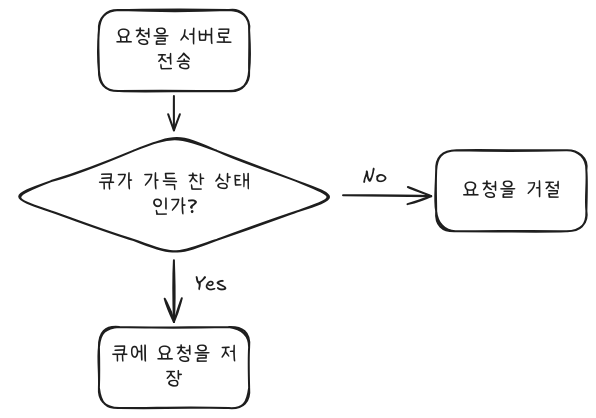 요청을 서버로
전송
큐가 가득 찬 상태
인가?
No
요청을 거절
Yes
큐에 요청을 저
장